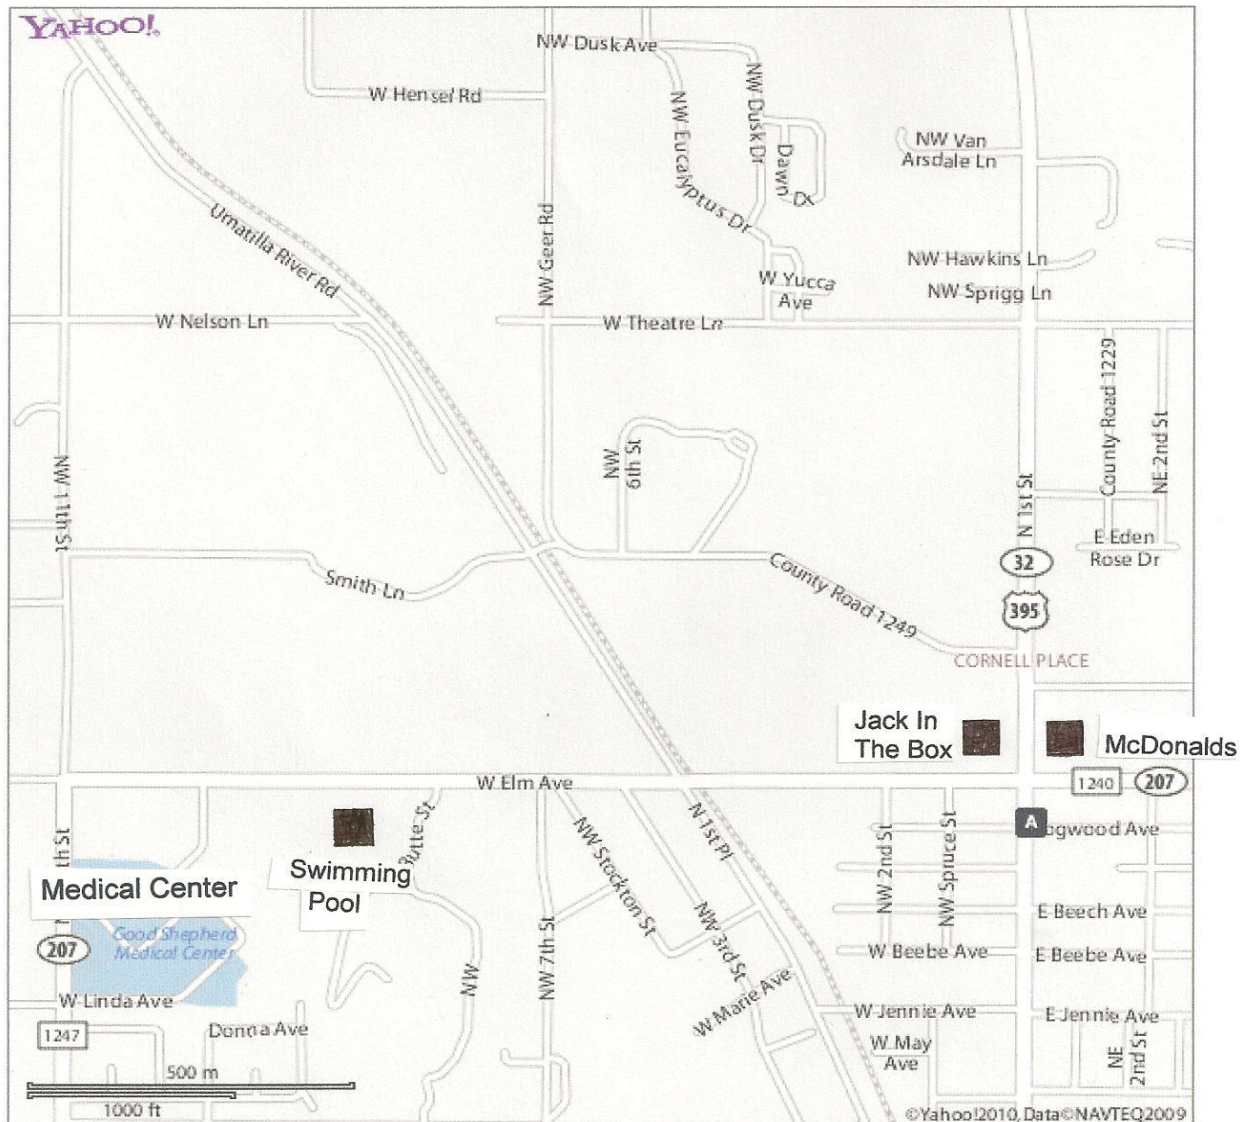 YAHOO!
NW Dusk Ave
W Hensel Rd
NW Eucalyptus Dr
NW Dusk Dr
Dawn Dr
NW Van
Arsdale Ln
Umatilla River Rd
NW Geer Rd
NW Hawkins Ln
W Yucca
Ave
NW Sprigg Ln
W Nelson Ln
W Theatre Ln
County Road 1229
NE 2nd St
NW 11th St
NW
6th St
N 1st St
E Eden
Rose Dr
32
Smith Ln
County Road 1249
395
CORNELL PLACE
Jack In
The Box
McDonalds
W Elm Ave
1240
207
N 1st Pl
A
ogwood Ave
th St
Butte St
NW Stockton St
NW 2nd St
NW Spruce St
Medical Center
Swimming
Pool
Good Shepherd
Medical Center
207
E Beech Ave
NW 3rd St
W Beebe Ave
E Beebe Ave
NW
NW 7th St
W Marie Ave
W Linda Ave
W Jennie Ave
E Jennie Ave
1247
Donna Ave
W May
Ave
NE
2nd St
500 m
1000 ft
©Yahoo!2010, Data©NAVTEQ2009